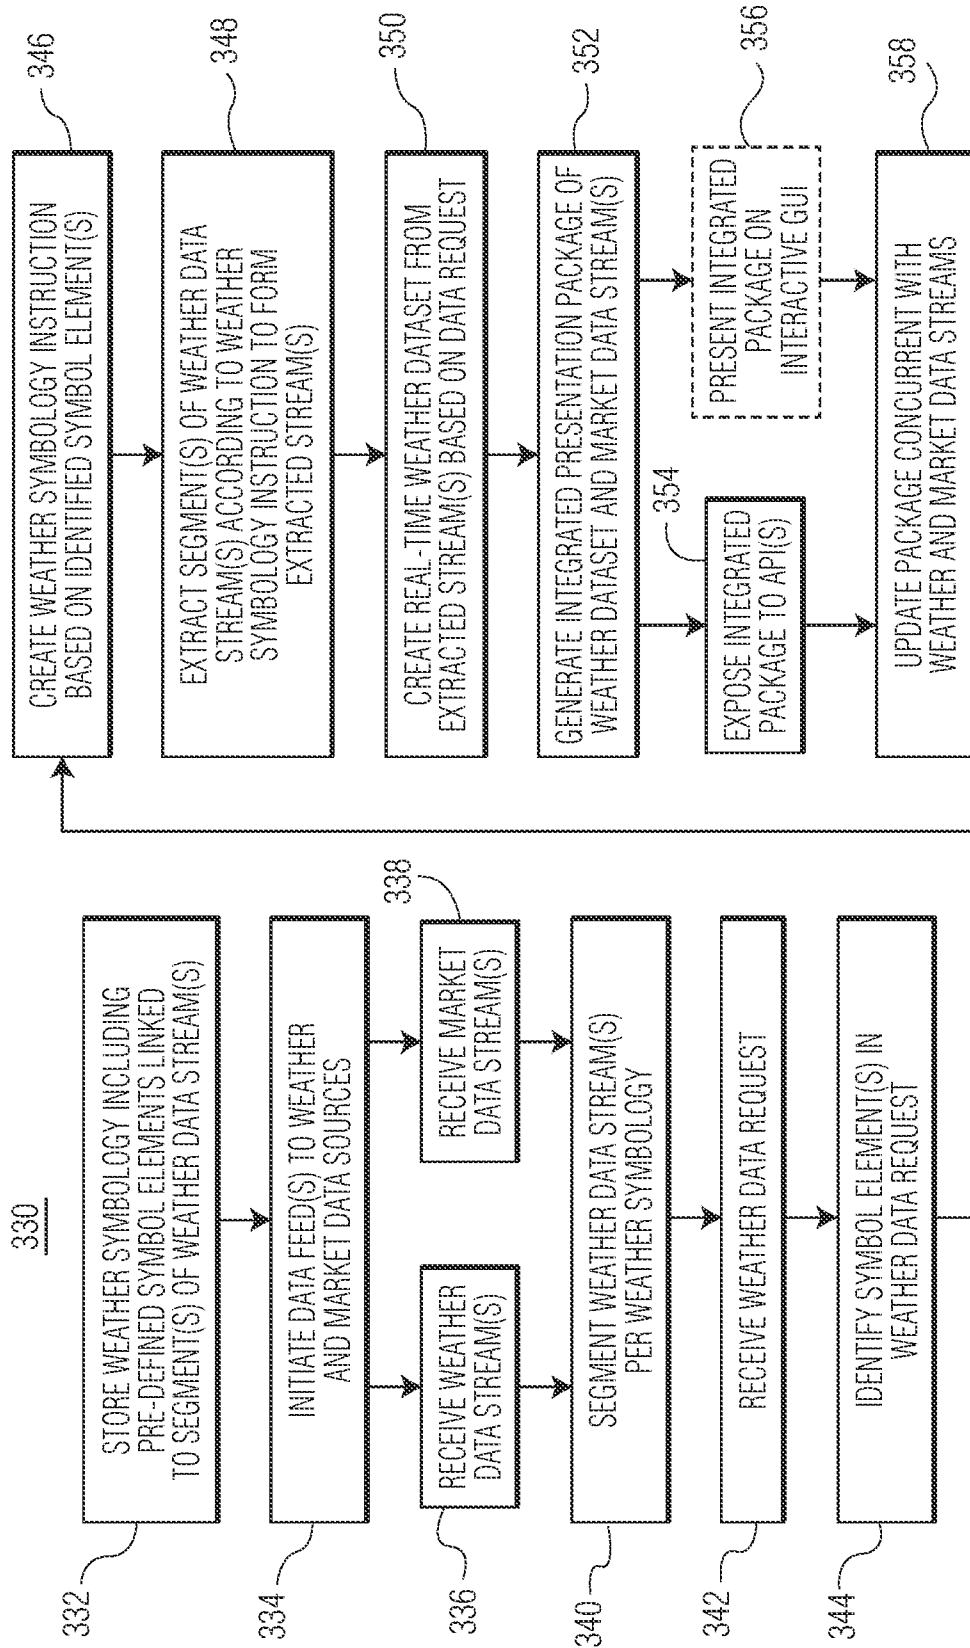 330
332
STORE WEATHER SYMBOLOGY INCLUDING
PRE-DEFINED SYMBOL ELEMENTS LINKED
TO SEGMENT(S) OF WEATHER DATA STREAM(S)
334
INITIATE DATA FEED(S) TO WEATHER
AND MARKET DATA SOURCES
336
RECEIVE WEATHER
DATA STREAM(S)
338
RECEIVE MARKET
DATA STREAM(S)
340
SEGMENT WEATHER DATA STREAM(S)
PER WEATHER SYMBOLOGY
342
RECEIVE WEATHER DATA REQUEST
344
IDENTIFY SYMBOL ELEMENT(S) IN
WEATHER DATA REQUEST
346
CREATE WEATHER SYMBOLOGY INSTRUCTION
BASED ON IDENTIFIED SYMBOL ELEMENT(S)
348
EXTRACT SEGMENT(S) OF WEATHER DATA
STREAM(S) ACCORDING TO WEATHER
SYMBOLOGY INSTRUCTION TO FORM
EXTRACTED STREAM(S)
350
CREATE REAL-TIME WEATHER DATASET FROM
EXTRACTED STREAM(S) BASED ON DATA REQUEST
352
GENERATE INTEGRATED PRESENTATION PACKAGE OF
WEATHER DATASET AND MARKET DATA STREAM(S)
354
EXPOSE INTEGRATED
PACKAGE TO API(S)
356
PRESENT INTEGRATED
PACKAGE ON
INTERACTIVE GUI
358
UPDATE PACKAGE CONCURRENT WITH
WEATHER AND MARKET DATA STREAMS